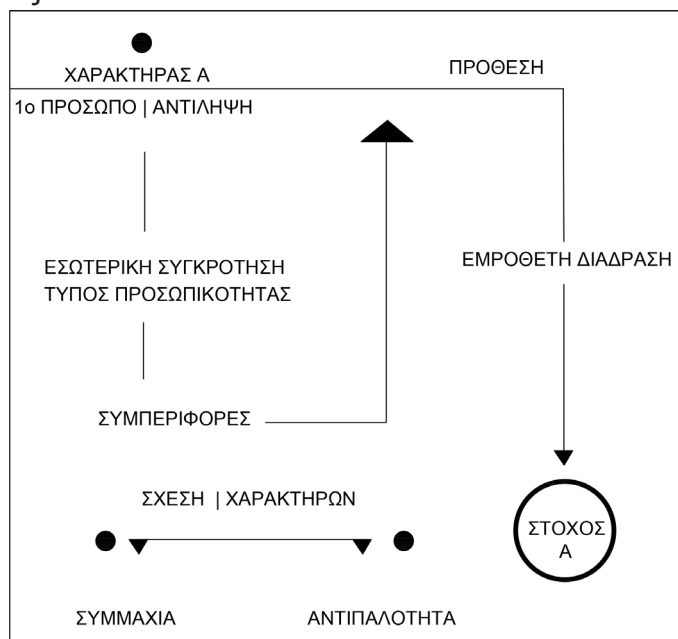 ΧΑΡΑΚΤΗΡΑΣ Α
ΠΡΟΘΕΣΗ
1ο ΠΡΟΣΩΠΟ | ΑΝΤΙΛΗΨΗ
ΕΣΩΤΕΡΙΚΗ ΣΥΓΚΡΟΤΗΣΗ
ΤΥΠΟΣ ΠΡΟΣΩΠΙΚΟΤΗΤΑΣ
ΕΜΡΟΘΕΤΗ ΔΙΑΔΡΑΣΗ
ΣΥΜΠΕΡΙΦΟΡΕΣ
ΣΧΕΣΗ | ΧΑΡΑΚΤΗΡΩΝ
ΣΤΟΧΟΣ
Α
ΣΥΜΜΑΧΙΑ
ΑΝΤΙΠΑΛΟΤΗΤΑ